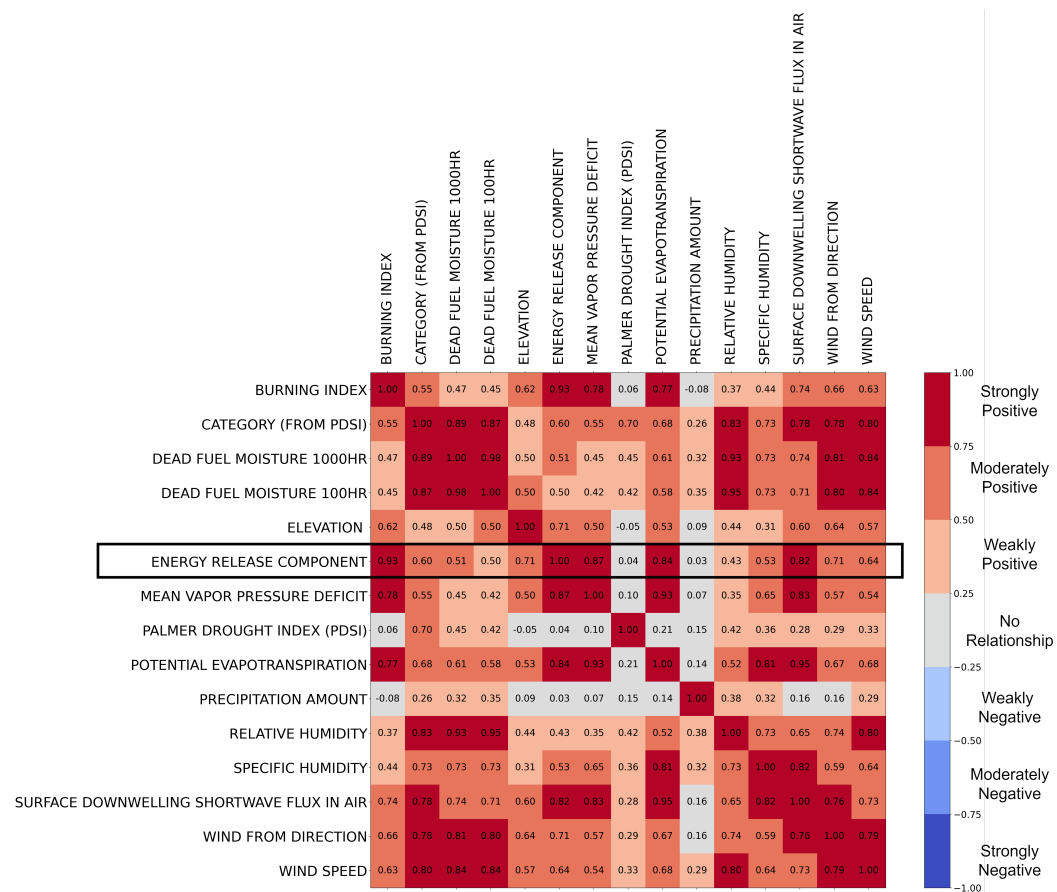 BURNING INDEX
CATEGORY (FROM PDSI)
DEAD FUEL MOISTURE 1000HR
DEAD FUEL MOISTURE 100HR
ELEVATION
ENERGY RELEASE COMPONENT
MEAN VAPOR PRESSURE DEFICIT
PALMER DROUGHT INDEX (PDSI)
POTENTIAL EVAPOTRANSPIRATION
PRECIPITATION AMOUNT
RELATIVE HUMIDITY
SPECIFIC HUMIDITY
SURFACE DOWNWELLING SHORTWAVE FLUX IN AIR
WIND FROM DIRECTION
WIND SPEED
BURNING INDEX 1.00 0.55 0.47 0.45 0.62 0.93 0.78 0.06 0.77 -0.08 0.37 0.44 0.74 0.66 0.63
CATEGORY (FROM PDSI) 0.55 1.00 0.89 0.87 0.48 0.60 0.55 0.70 0.68 0.26 0.83 0.73 0.78 0.78 0.80
DEAD FUEL MOISTURE 1000HR 0.47 0.89 1.00 0.98 0.50 0.51 0.45 0.45 0.61 0.32 0.93 0.73 0.74 0.81 0.84
DEAD FUEL MOISTURE 100HR 0.45 0.87 0.98 1.00 0.50 0.50 0.42 0.42 0.58 0.35 0.95 0.73 0.71 0.80 0.84
ELEVATION 0.62 0.48 0.50 0.50 1.00 0.71 0.50 -0.05 0.53 0.09 0.44 0.31 0.60 0.64 0.57
ENERGY RELEASE COMPONENT 0.93 0.60 0.51 0.50 0.71 1.00 0.87 0.04 0.84 0.03 0.43 0.53 0.82 0.71 0.64
MEAN VAPOR PRESSURE DEFICIT 0.78 0.55 0.45 0.42 0.50 0.87 1.00 0.10 0.93 0.07 0.35 0.65 0.83 0.57 0.54
PALMER DROUGHT INDEX (PDSI) 0.06 0.70 0.45 0.42 -0.05 0.04 0.10 1.00 0.21 0.15 0.42 0.36 0.28 0.29 0.33
POTENTIAL EVAPOTRANSPIRATION 0.77 0.68 0.61 0.58 0.53 0.84 0.93 0.21 1.00 0.14 0.52 0.81 0.95 0.67 0.68
PRECIPITATION AMOUNT -0.08 0.26 0.32 0.35 0.09 0.03 0.07 0.15 0.14 1.00 0.38 0.32 0.16 0.16 0.29
RELATIVE HUMIDITY 0.37 0.83 0.93 0.95 0.44 0.43 0.35 0.42 0.52 0.38 1.00 0.73 0.65 0.74 0.80
SPECIFIC HUMIDITY 0.44 0.73 0.73 0.73 0.31 0.53 0.65 0.36 0.81 0.32 0.73 1.00 0.82 0.59 0.64
SURFACE DOWNWELLING SHORTWAVE FLUX IN AIR 0.74 0.78 0.74 0.71 0.60 0.82 0.83 0.28 0.95 0.16 0.65 0.82 1.00 0.76 0.73
WIND FROM DIRECTION 0.66 0.78 0.81 0.80 0.64 0.71 0.57 0.29 0.67 0.16 0.74 0.59 0.76 1.00 0.79
WIND SPEED 0.63 0.80 0.84 0.84 0.57 0.64 0.54 0.33 0.68 0.29 0.80 0.64 0.73 0.79 1.00
1.00
Strongly
Positive
0.75
Moderately
Positive
0.50
Weakly
Positive
0.25
No
Relationship
−0.25
Weakly
Negative
−0.50
Moderately
Negative
−0.75
Strongly
Negative
−1.00